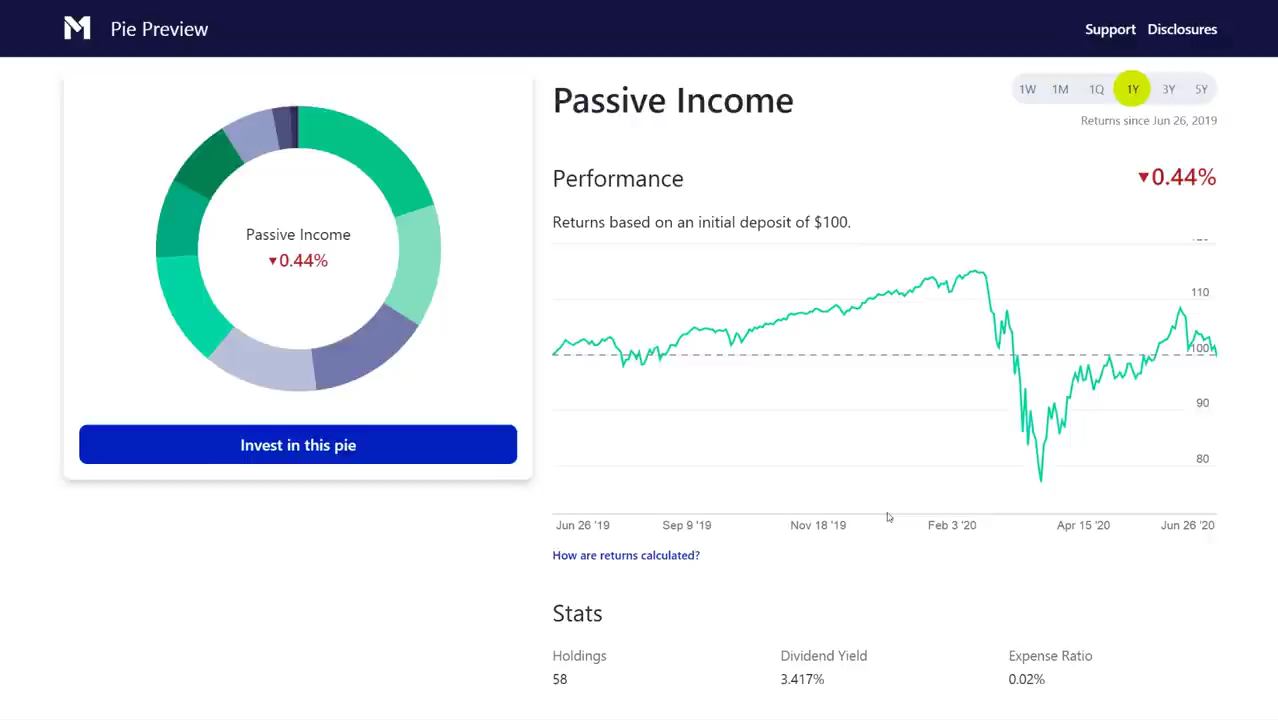 Pie Preview
Support Disclosures
Passive Income
1W 1M 1Q 1Y 3Y 5Y
Returns since Jun 26, 2019
Performance
▼0.44%
Returns based on an initial deposit of $100.
Passive Income
▼0.44%
Invest in this pie
110
100
90
80
Jun 26 '19 Sep 9 '19 Nov 18 '19 Feb 3 '20 Apr 15 '20 Jun 26 '20
How are returns calculated?
Stats
Holdings Dividend Yield Expense Ratio
58 3.417% 0.02%